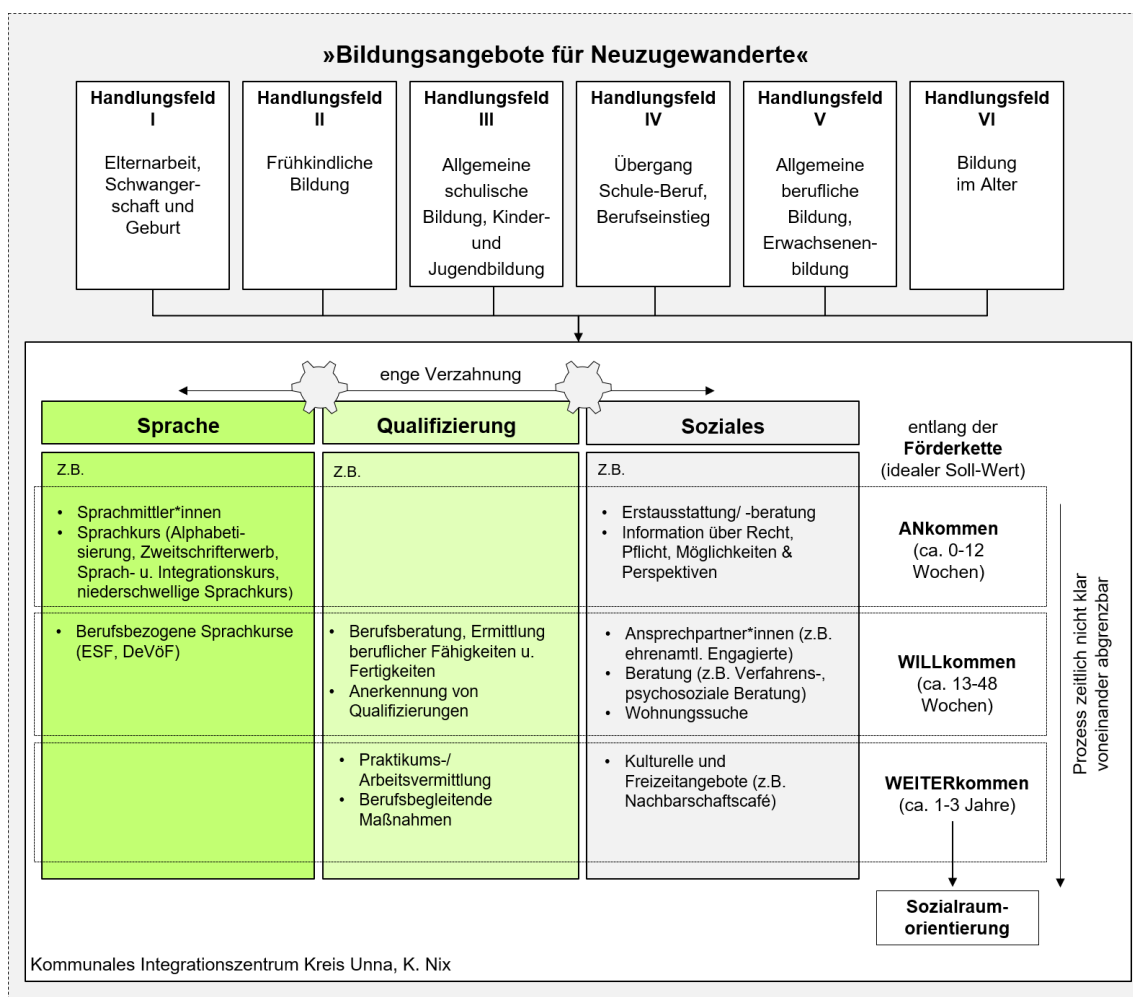 »Bildungsangebote für Neuzugewanderte«
Handlungsfeld
I
Elternarbeit,
Schwanger-
schaft und
Geburt
Handlungsfeld
II
Frühkindliche
Bildung
Handlungsfeld
III
Allgemeine
schulische
Bildung, Kinder-
und
Jugendbildung
Handlungsfeld
IV
Übergang
Schule-Beruf,
Berufseinstieg
Handlungsfeld
V
Allgemeine
berufliche
Bildung,
Erwachsenen-
bildung
Handlungsfeld
VI
Bildung
im Alter
enge Verzahnung
Sprache
Qualifizierung
Soziales
entlang der
Förderkette
(idealer Soll-Wert)
Z.B.
Z.B.
Z.B.
• Sprachmittler*innen
• Sprachkurs (Alphabeti-
sierung, Zweitschrifterwerb,
Sprach- u. Integrationskurs,
niederschwellige Sprachkurs)
• Erstausstattung/ -beratung
• Information über Recht,
Pflicht, Möglichkeiten &
Perspektiven
ANkommen
(ca. 0-12
Wochen)
• Berufsbezogene Sprachkurse
(ESF, DeVöF)
• Berufsberatung, Ermittlung
beruflicher Fähigkeiten u.
Fertigkeiten
• Anerkennung von
Qualifizierungen
• Ansprechpartner*innen (z.B.
ehrenamtl. Engagierte)
• Beratung (z.B. Verfahrens-,
psychosoziale Beratung)
• Wohnungssuche
WILLkommen
(ca. 13-48
Wochen)
• Praktikums-/
Arbeitsvermittlung
• Berufsbegleitende
Maßnahmen
• Kulturelle und
Freizeitangebote (z.B.
Nachbarschaftscafé)
WEITERkommen
(ca. 1-3 Jahre)
Prozess zeitlich nicht klar
voneinander abgrenzbar
Sozialraum-
orientierung
Kommunales Integrationszentrum Kreis Unna, K. Nix